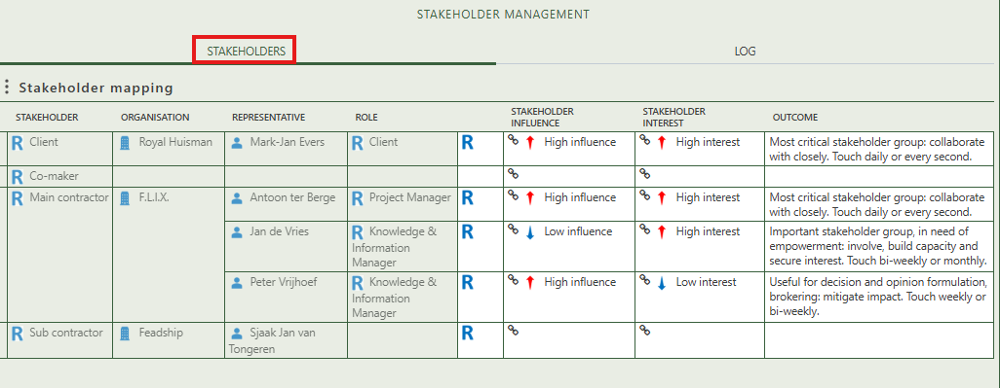 STAKEHOLDER MANAGEMENT
STAKEHOLDERS
LOG
Stakeholder mapping
STAKEHOLDER ORGANISATION REPRESENTATIVE ROLE STAKEHOLDER INFLUENCE STAKEHOLDER INTEREST OUTCOME
R Client Royal Huisman Mark-Jan Evers R Client R High influence High interest Most critical stakeholder group: collaborate
with closely. Touch daily or every second.
R Co-maker
R Main contractor F.L.I.X. Antoon ter Berge R Project Manager R High influence High interest Most critical stakeholder group: collaborate
with closely. Touch daily or every second.
Jan de Vries R Knowledge & R Low influence High interest Important stakeholder group, in need of
Information empowerment: involve, build capacity and
Manager secure interest. Touch bi-weekly or monthly.
Peter Vrijhoef R Knowledge & R High influence Low interest Useful for decision and opinion formulation,
Information brokering: mitigate impact. Touch weekly or
Manager bi-weekly.
R Sub contractor Feadship Sjaak Jan van R
Tongeren